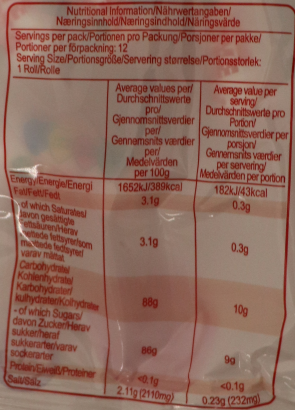 Nutritional Information/Nährwertangaben/
Næringsinnhold/Næringsindhold/Näringsvärde
Servings per pack/Portionen pro Packung/Porsjoner per pakke/
Portioner per förpackning: 12
Serving Size/Portionsgröße/Servering størrelse/Portionsstorlek:
1 Roll/Rolle
Average values per/
Durchschnittswerte
pro/
Gjennomsnittsverdier
per/
Gennemsnits værdier
per/
Medelvärden
per 100g
Average value per
serving/
Durchschnittswerte pro
Portion/
Gjennomsnittsverdier per
porsjon/
Gennemsnits værdier
per servering/
Medelvärden per portion
Energy/Energie/Energi 1652kJ/389kcal 182kJ/43kcal
Fat/Fett/Fedt 3.1g 0.3g
of which Saturates/
davon gesättigte
Fettsäuren/Herav
mettede fettsyrer/som
mættede fedtsyrer/
varav mättat 3.1g 0.3g
Carbohydrate/
Kohlenhydrate/
Karbohydrater/
kulhydrater/Kolhydrater 88g 10g
- of which Sugars/
davon Zucker/Herav
sukker/heraf
sukkerarter/varav
sockerarter 86g 9g
Protein/Eiweiß/Proteiner <0.1g <0.1g
Salt/Salz 2.11g (2110mg) 0.23g (232mg)